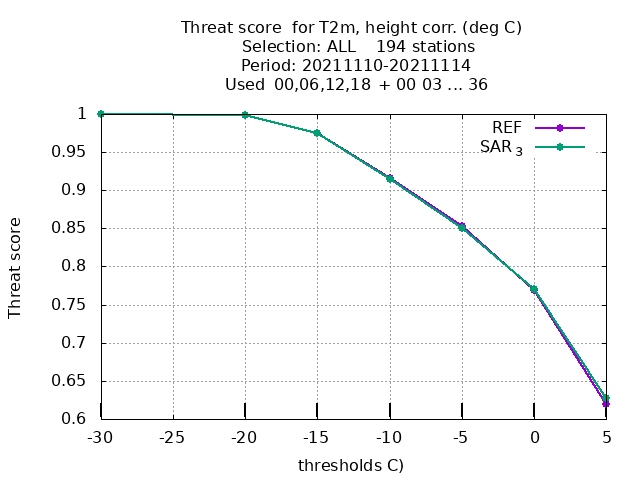 Threat score  for T2m, height corr. (deg C)
Selection: ALL    194 stations
Period: 20211110-20211114
Used  00,06,12,18  + 00 03 ... 36
REF
SAR 3
1
0.95
0.9
0.85
0.8
0.75
0.7
0.65
0.6
Threat score
-30 -25 -20 -15 -10 -5 0 5
thresholds C)